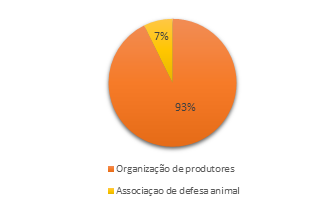 7%
93%
Organização de produtores
Associaçao de defesa animal